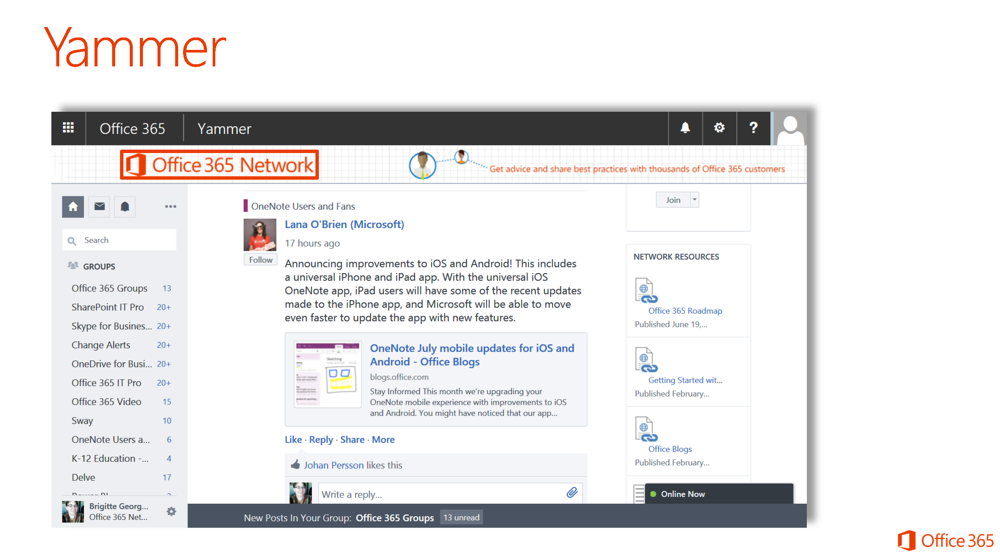 Yammer
Office 365
Yammer
?
Office 365 Network
Get advice and share best practices with thousands of Office 365 customers
Search
GROUPS
Office 365 Groups 13
SharePoint IT Pro 20+
Skype for Busines... 20+
Change Alerts 20+
OneDrive for Busi... 20+
Office 365 IT Pro 20+
Office 365 Video 15
Sway 10
OneNote Users a... 6
K-12 Education -... 4
Delve 17
Brigitte Georg...
Office 365 Net...
OneNote Users and Fans
Lana O'Brien (Microsoft)
17 hours ago
Follow
Announcing improvements to iOS and Android! This includes
a universal iPhone and iPad app. With the universal iOS
OneNote app, iPad users will have some of the recent updates
made to the iPhone app, and Microsoft will be able to move
even faster to update the app with new features.
Sketching
OneNote July mobile updates for iOS and
Android - Office Blogs
blogs.office.com
Stay Informed This month we're upgrading your
OneNote mobile experience with improvements to iOS
and Android. You might have noticed that our app...
Like · Reply · Share · More
Johan Persson likes this
Write a reply...
Join
NETWORK RESOURCES
Office 365 Roadmap
Published June 19,...
Getting Started wit...
Published February...
Office Blogs
Published February...
Online Now
New Posts In Your Group: Office 365 Groups 13 unread
Office 365